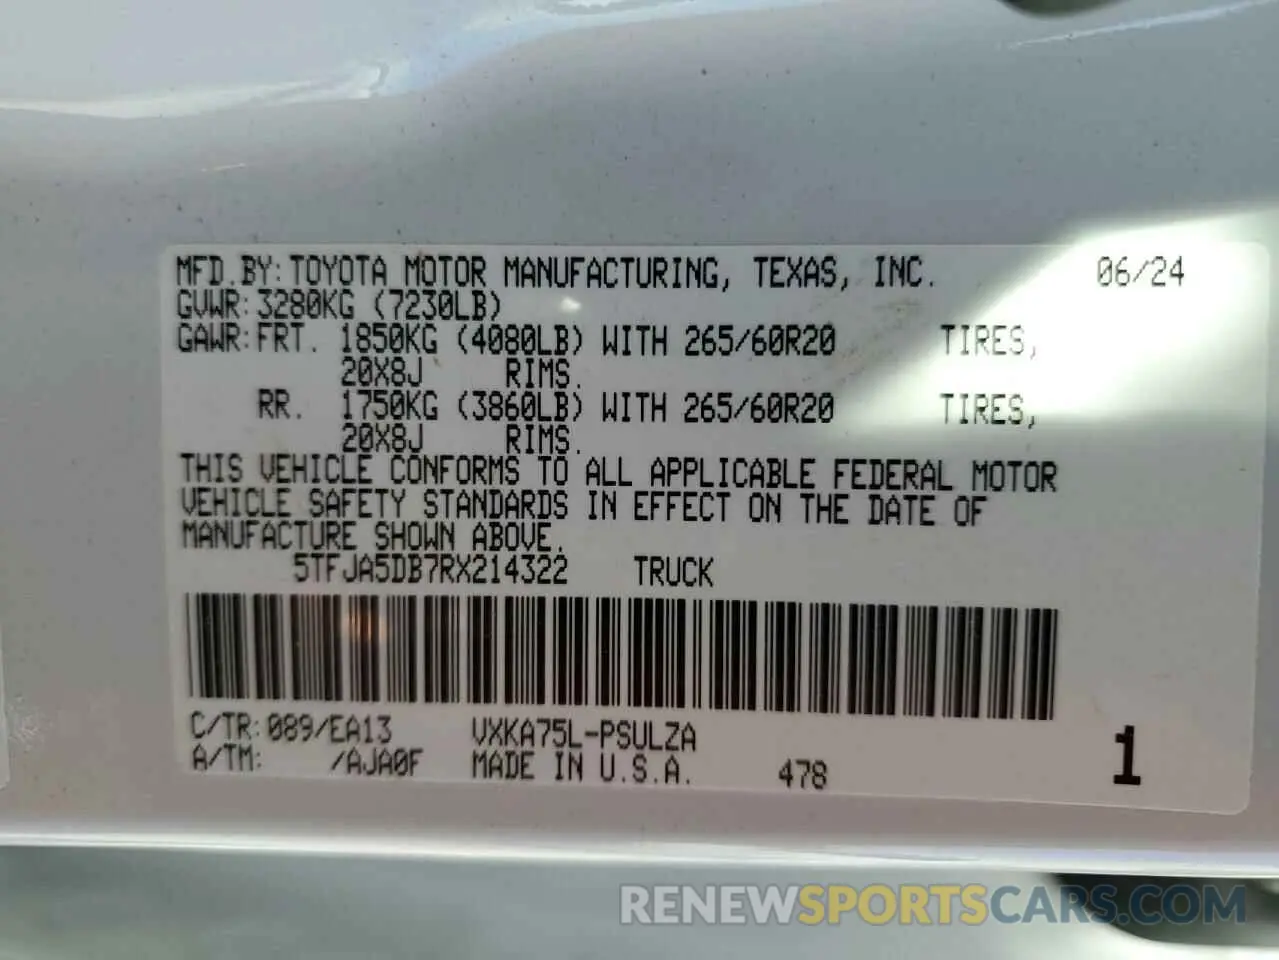 MFD.BY:TOYOTA MOTOR MANUFACTURING, TEXAS, INC. 06/24
GVWR:3280KG (7230LB)
GAWR:FRT. 1850KG (4080LB) WITH 265/60R20 TIRES,
20X8J RIMS.
RR. 1750KG (3860LB) WITH 265/60R20 TIRES,
20X8J RIMS.
THIS VEHICLE CONFORMS TO ALL APPLICABLE FEDERAL MOTOR
VEHICLE SAFETY STANDARDS IN EFFECT ON THE DATE OF
MANUFACTURE SHOWN ABOVE.
5TFJA5DB7RX214322 TRUCK
C/TR:089/EA13 VXKA75L-PSULZA
A/TM: /AJA0F MADE IN U.S.A. 478 1
RENEWSPORTSCARS.COM